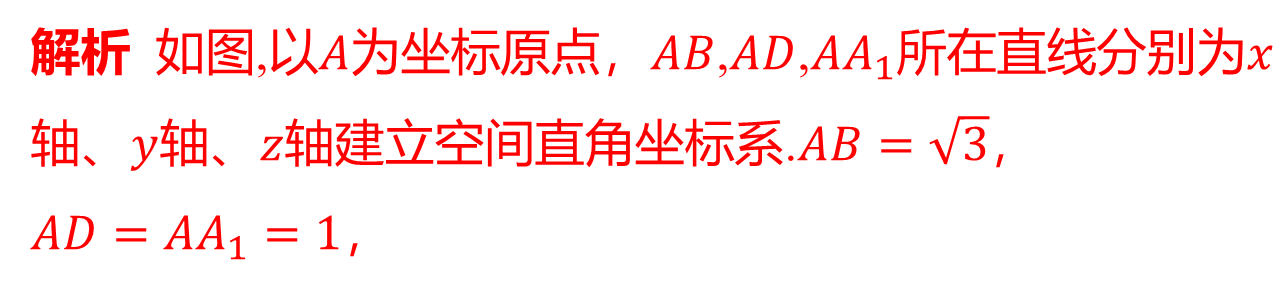 解析 如图,以A为坐标原点，AB,AD,AA₁所在直线分别为x
轴、y轴、z轴建立空间直角坐标系.AB = √3，
AD = AA₁ = 1，